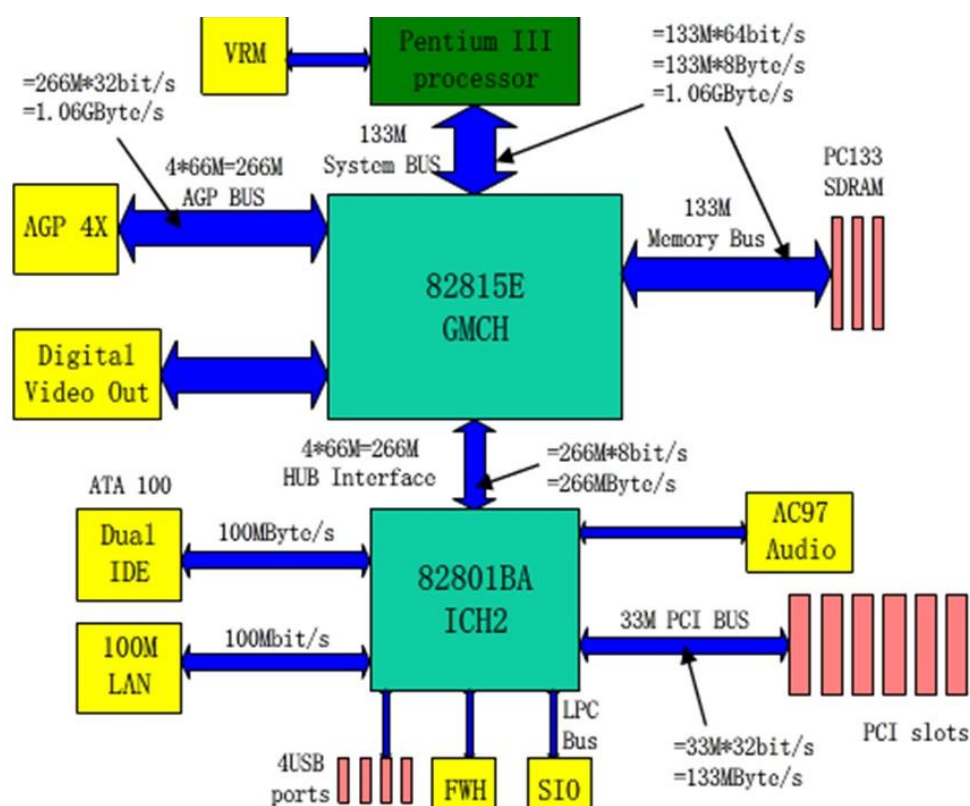 VRM
Pentium III
processor
=133M*64bit/s
=133M*8Byte/s
=1.06GByte/s
=266M*32bit/s
=1.06GByte/s
133M
System BUS
4*66M=266M
AGP BUS
PC133
SDRAM
AGP 4X
133M
Memory Bus
82815E
GMCH
Digital
Video Out
4*66M=266M
HUB Interface
=266M*8bit/s
=266MByte/s
ATA 100
Dual
IDE
100MByte/s
AC97
Audio
82801BA
ICH2
33M PCI BUS
100M
LAN
100Mbit/s
LPC
Bus
PCI slots
=33M*32bit/s
=133MByte/s
4USB
ports
FWH
SIO